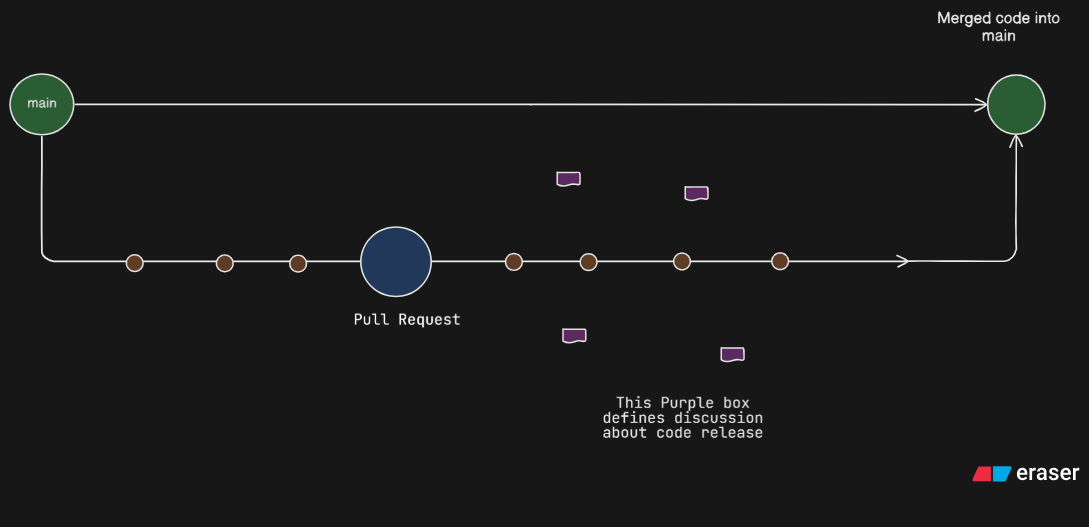 Merged code into
main
main
Pull Request
This Purple box
defines discussion
about code release
eraser